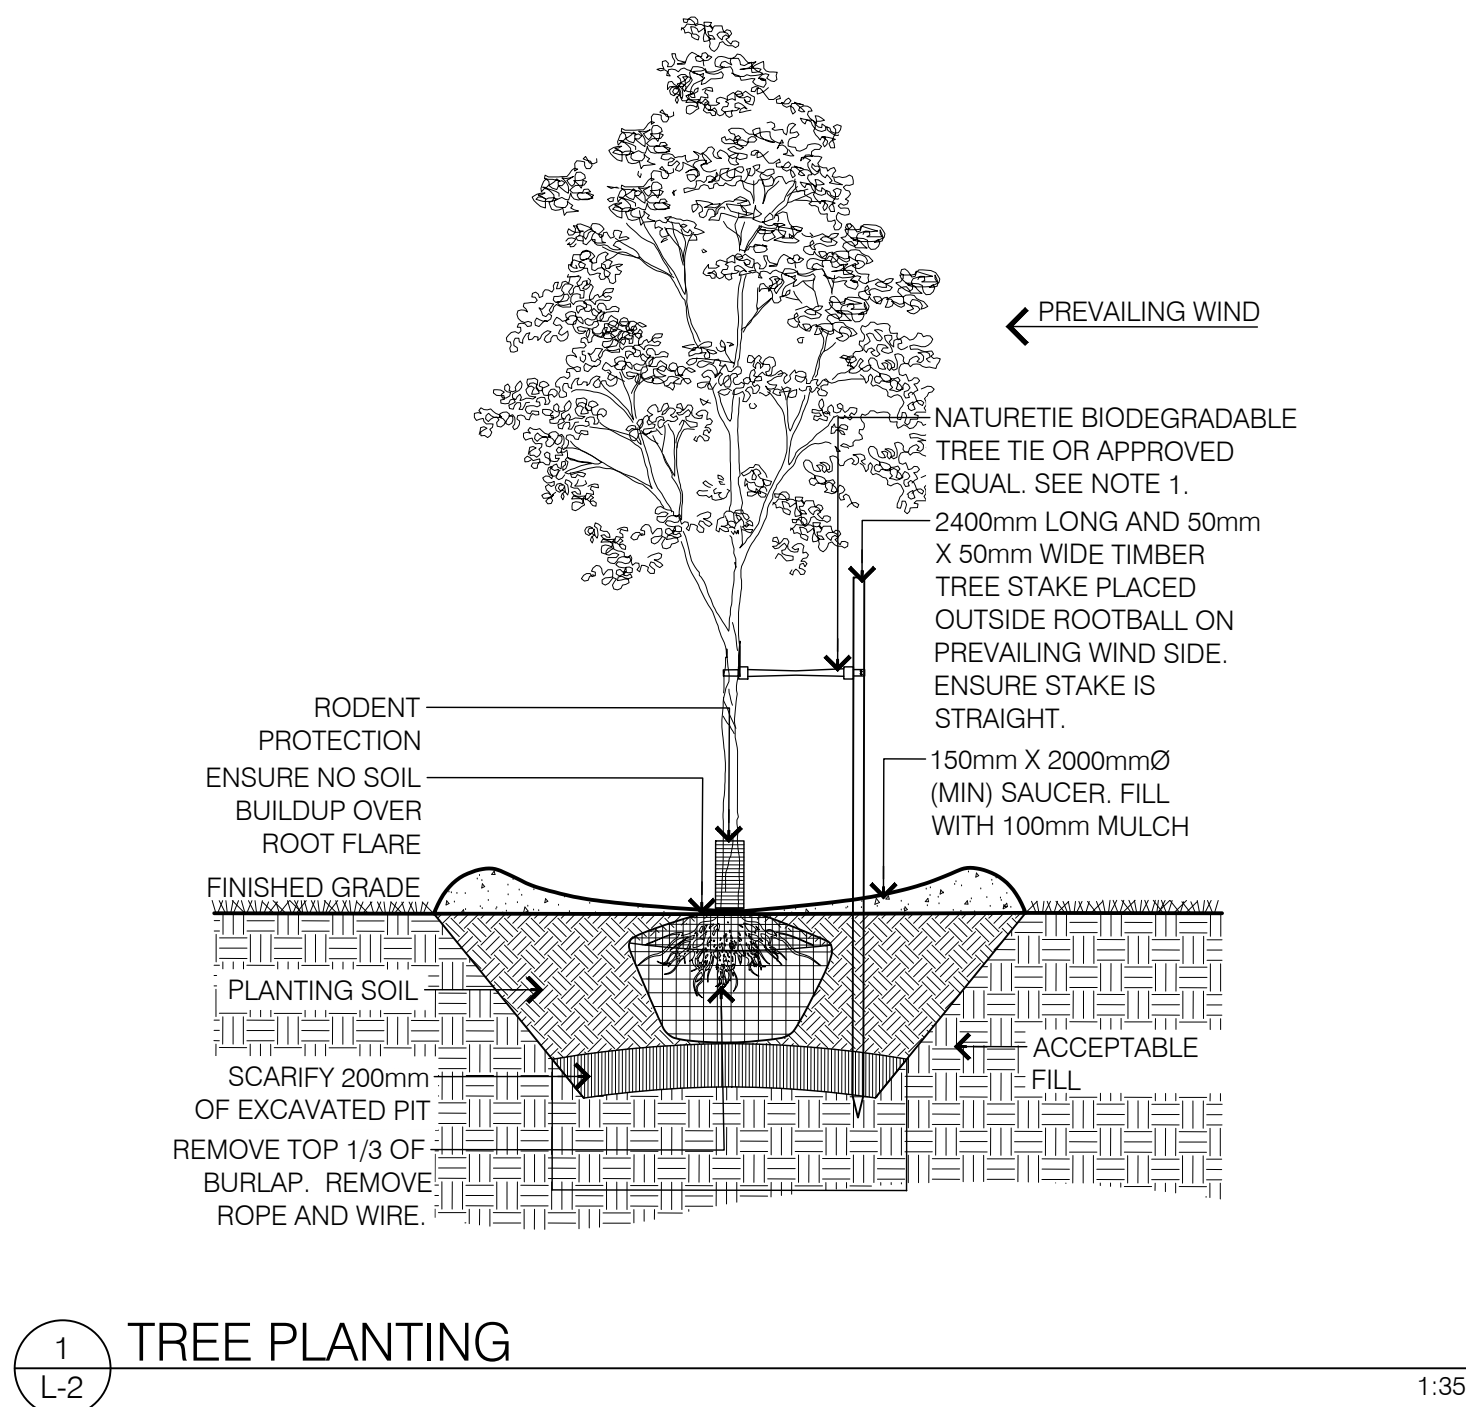 PREVAILING WIND
NATURETIE BIODEGRADABLE
TREE TIE OR APPROVED
EQUAL. SEE NOTE 1.
2400mm LONG AND 50mm
X 50mm WIDE TIMBER
TREE STAKE PLACED
OUTSIDE ROOTBALL ON
PREVAILING WIND SIDE.
ENSURE STAKE IS
STRAIGHT.
RODENT
PROTECTION
ENSURE NO SOIL
BUILDUP OVER
ROOT FLARE
150mm X 2000mmØ
(MIN) SAUCER. FILL
WITH 100mm MULCH
FINISHED GRADE
PLANTING SOIL
ACCEPTABLE
FILL
SCARIFY 200mm
OF EXCAVATED PIT
REMOVE TOP 1/3 OF
BURLAP. REMOVE
ROPE AND WIRE.
1
L-2
TREE PLANTING
1:35